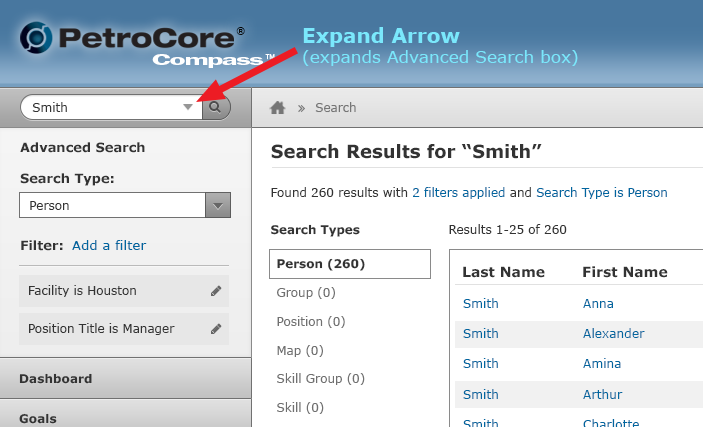 PetroCore®
Compass™
Expand Arrow
(expands Advanced Search box)
Smith
» Search
Advanced Search
Search Type:
Person
Filter: Add a filter
Facility is Houston
Position Title is Manager
Dashboard
Goals
Search Results for “Smith”
Found 260 results with 2 filters applied and Search Type is Person
Search Types
Person (260)
Group (0)
Position (0)
Map (0)
Skill Group (0)
Skill (0)
Results 1-25 of 260
Last Name First Name
Smith Anna
Smith Alexander
Smith Amina
Smith Arthur
Smith Charlotte